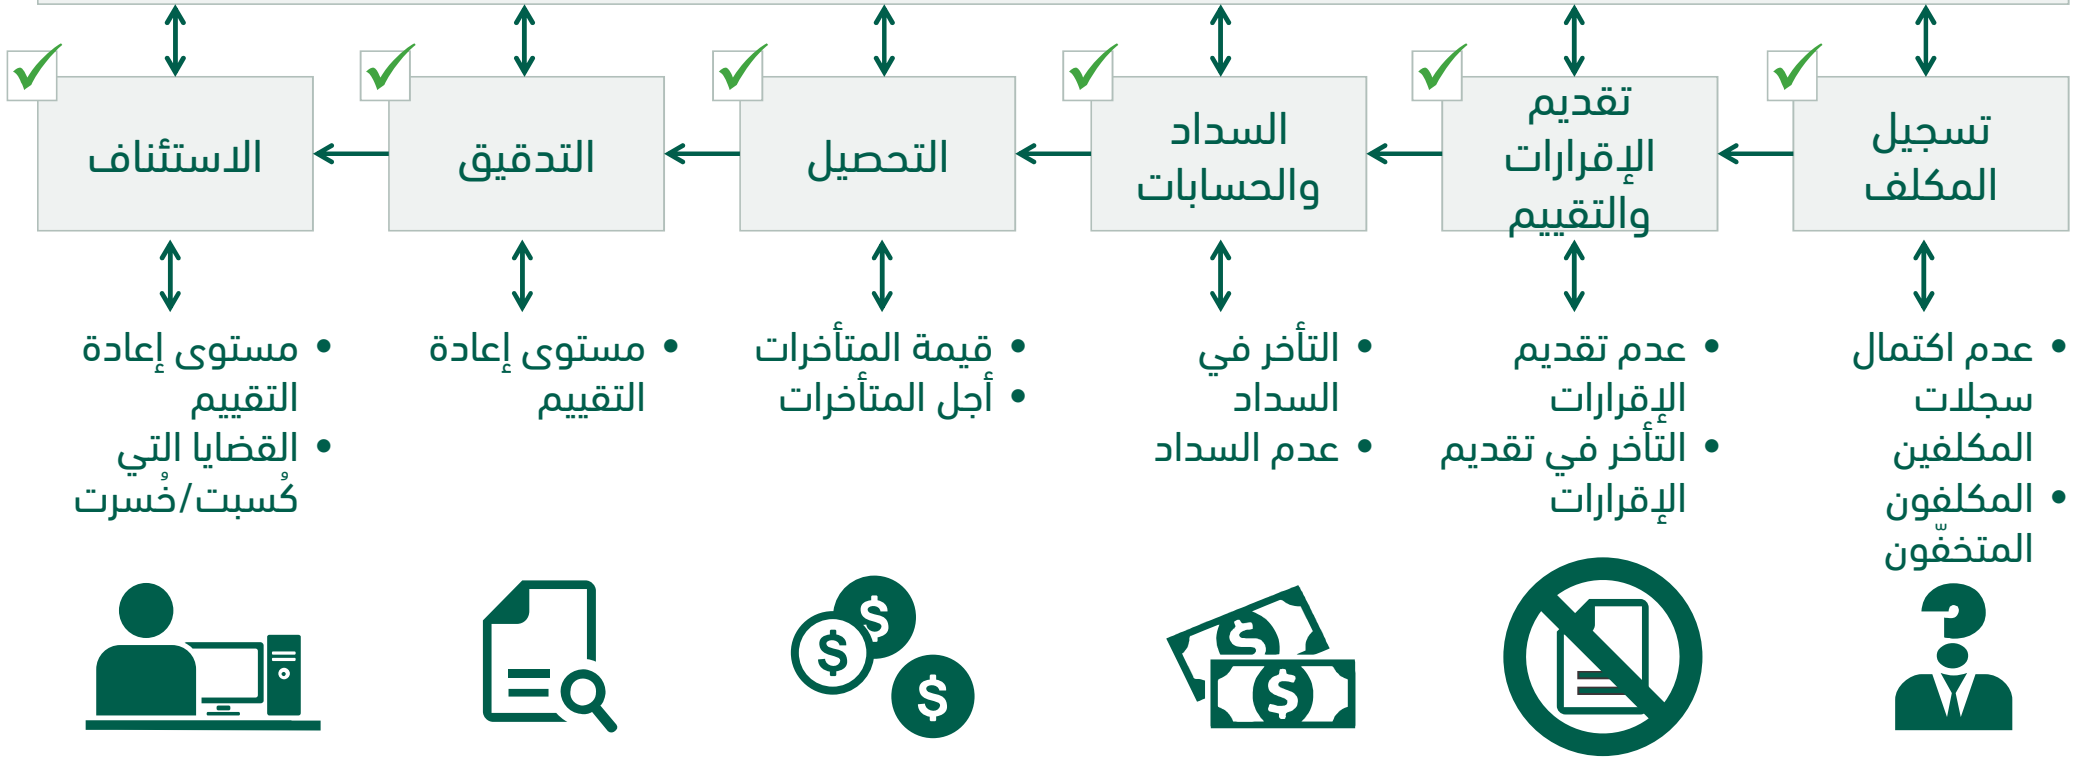 تسجيل
المكلف
تقديم
الإقرارات
والتقييم
السداد
والحسابات
التحصيل
التدقيق
الاستئناف
• عدم اكتمال
سجلات
المكلفين
• المكلفون
المتخفّون
• عدم تقديم
الإقرارات
• التأخر في تقديم
الإقرارات
• التأخر في
السداد
• عدم السداد
• قيمة المتأخرات
• أجل المتأخرات
• مستوى إعادة
التقييم
• مستوى إعادة
التقييم
• القضايا التي
كُسبت/خُسرت